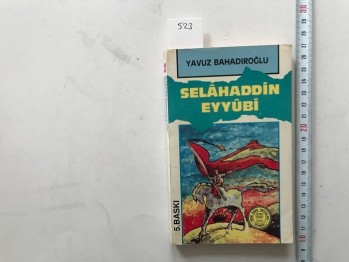 523
YAVUZ BAHADIROĞLU
SELÂHADDİN
EYYÛBİ
5.BASKI